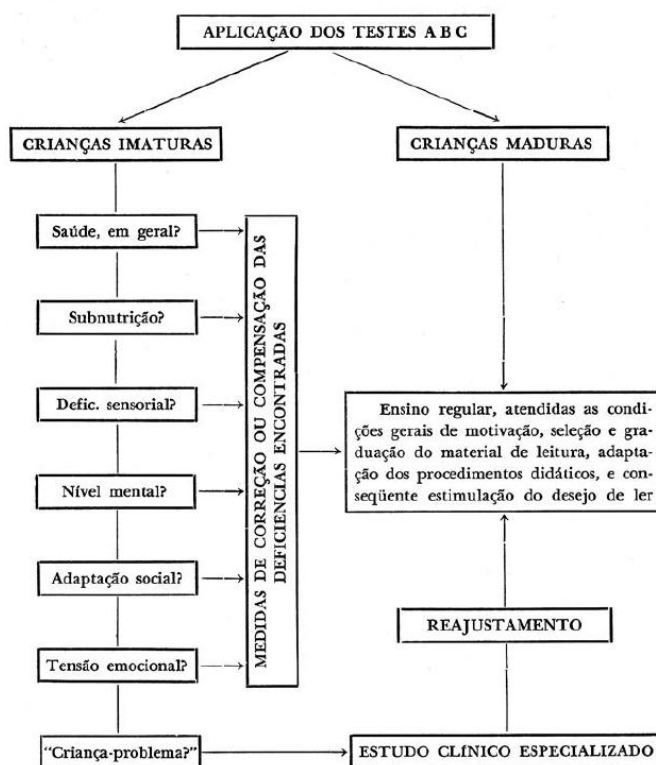 APLICAÇÃO DOS TESTES A B C
CRIANÇAS IMATURAS
CRIANÇAS MADURAS
Saúde, em geral?
Subnutrição?
Defic. sensorial?
Nível mental?
Adaptação social?
Tensão emocional?
"Criança-problema?"
MEDIDAS DE CORREÇÃO OU COMPENSAÇÃO DAS
DEFICIENCIAS ENCONTRADAS
Ensino regular, atendidas as condi-
ções gerais de motivação, seleção e gra-
duação do material de leitura, adapta-
ção dos procedimentos didáticos, e con-
seqüente estimulação do desejo de ler
REAJUSTAMENTO
ESTUDO CLÍNICO ESPECIALIZADO